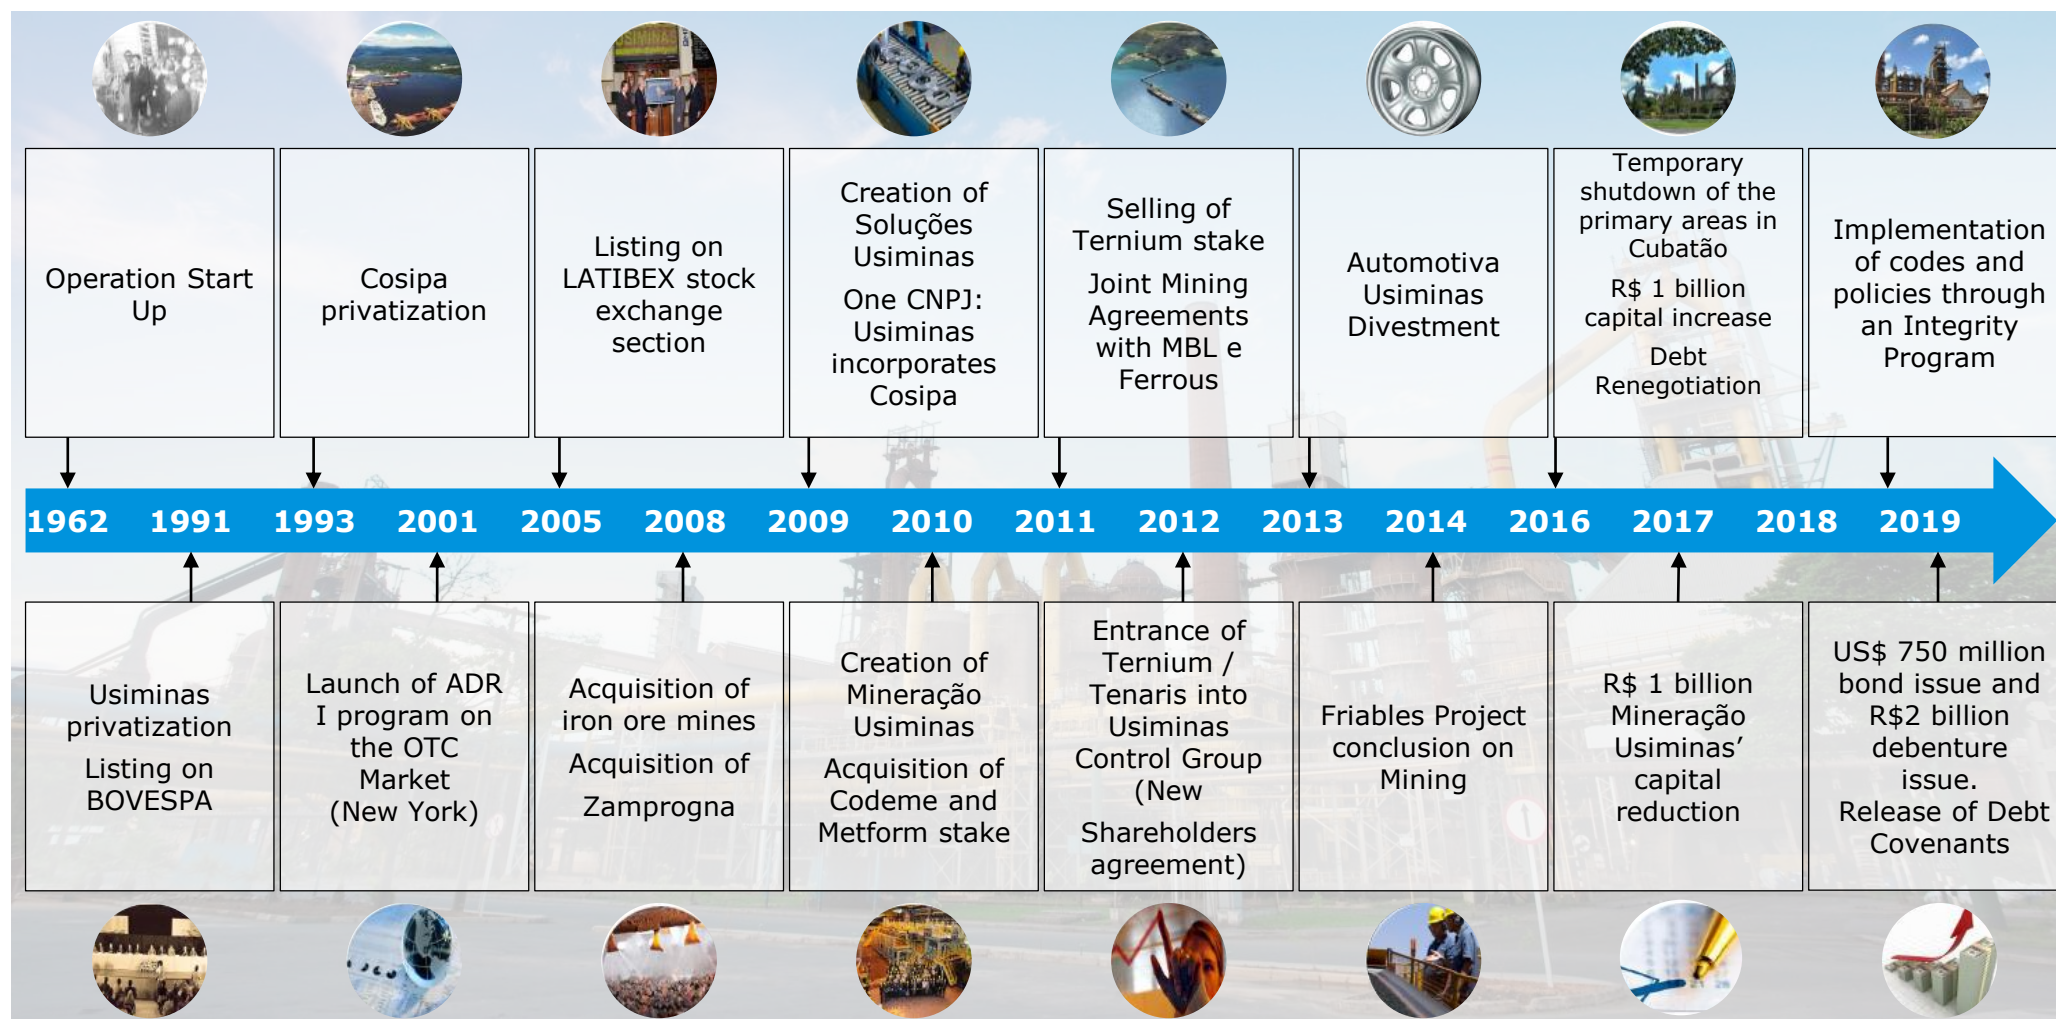 Operation Start
Up
Cosipa
privatization
Listing on
LATIBEX stock
exchange
section
Creation of
Soluções
Usiminas
One CNPJ:
Usiminas
incorporates
Cosipa
Selling of
Ternium stake
Joint Mining
Agreements
with MBL e
Ferrous
Automotiva
Usiminas
Divestment
Temporary
shutdown of the
primary areas in
Cubatão
R$ 1 billion
capital increase
Debt
Renegotiation
Implementation
of codes and
policies through
an Integrity
Program
1962 1991 1993 2001 2005 2008 2009 2010 2011 2012 2013 2014 2016 2017 2018 2019
Usiminas
privatization
Listing on
BOVESPA
Launch of ADR
I program on
the OTC
Market
(New York)
Acquisition of
iron ore mines
Acquisition of
Zamprogna
Creation of
Mineração
Usiminas
Acquisition of
Codeme and
Metform stake
Entrance of
Ternium /
Tenaris into
Usiminas
Control Group
(New
Shareholders
agreement)
Friables Project
conclusion on
Mining
R$ 1 billion
Mineração
Usiminas’
capital
reduction
US$ 750 million
bond issue and
R$2 billion
debenture
issue.
Release of Debt
Covenants